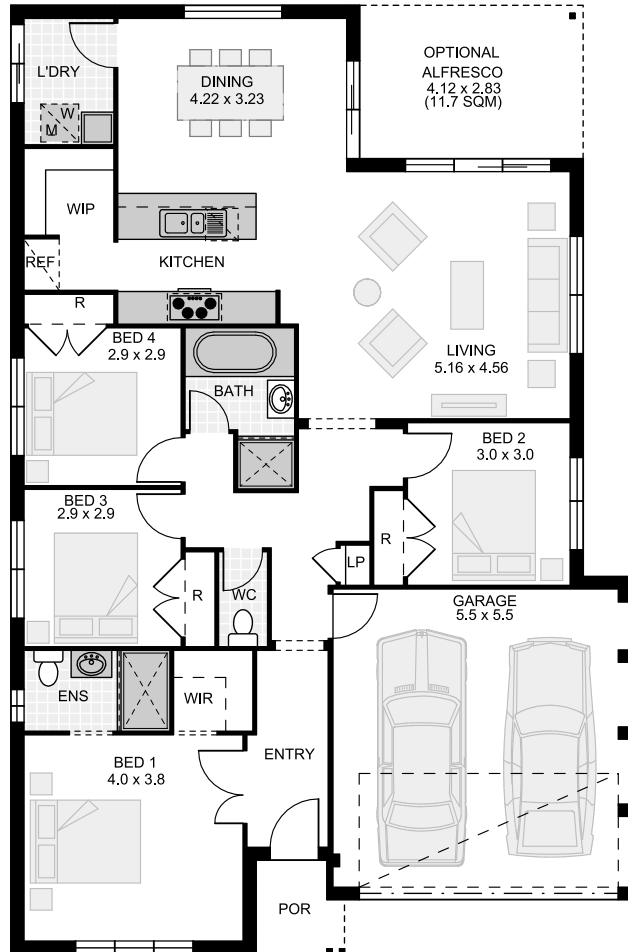 L'DRY
W
M
DINING
4.22 x 3.23
OPTIONAL
ALFRESCO
4.12 x 2.83
(11.7 SQM)
WIP
REF
KITCHEN
R
BED 4
2.9 x 2.9
BATH
LIVING
5.16 x 4.56
BED 2
3.0 x 3.0
BED 3
2.9 x 2.9
R
R
WC
LP
GARAGE
5.5 x 5.5
ENS
WIR
ENTRY
BED 1
4.0 x 3.8
POR